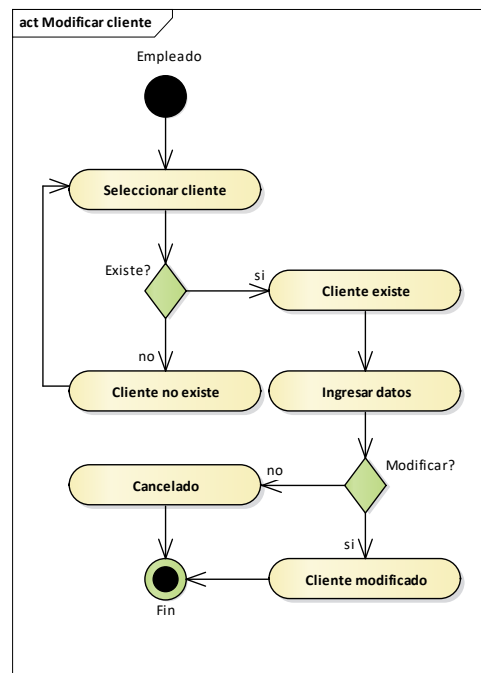 act Modificar cliente
Empleado
Seleccionar cliente
Existe?
si
Cliente existe
no
Cliente no existe
Ingresar datos
Modificar?
no
Cancelado
si
Cliente modificado
Fin